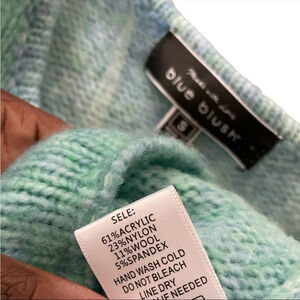 Made with Love
blue blush
S
SELF:
61%ACRYLIC
23%NYLON
11%WOOL
5%SPANDEX
HAND WASH COLD
DO NOT BLEACH
LINE DRY
NEEDED